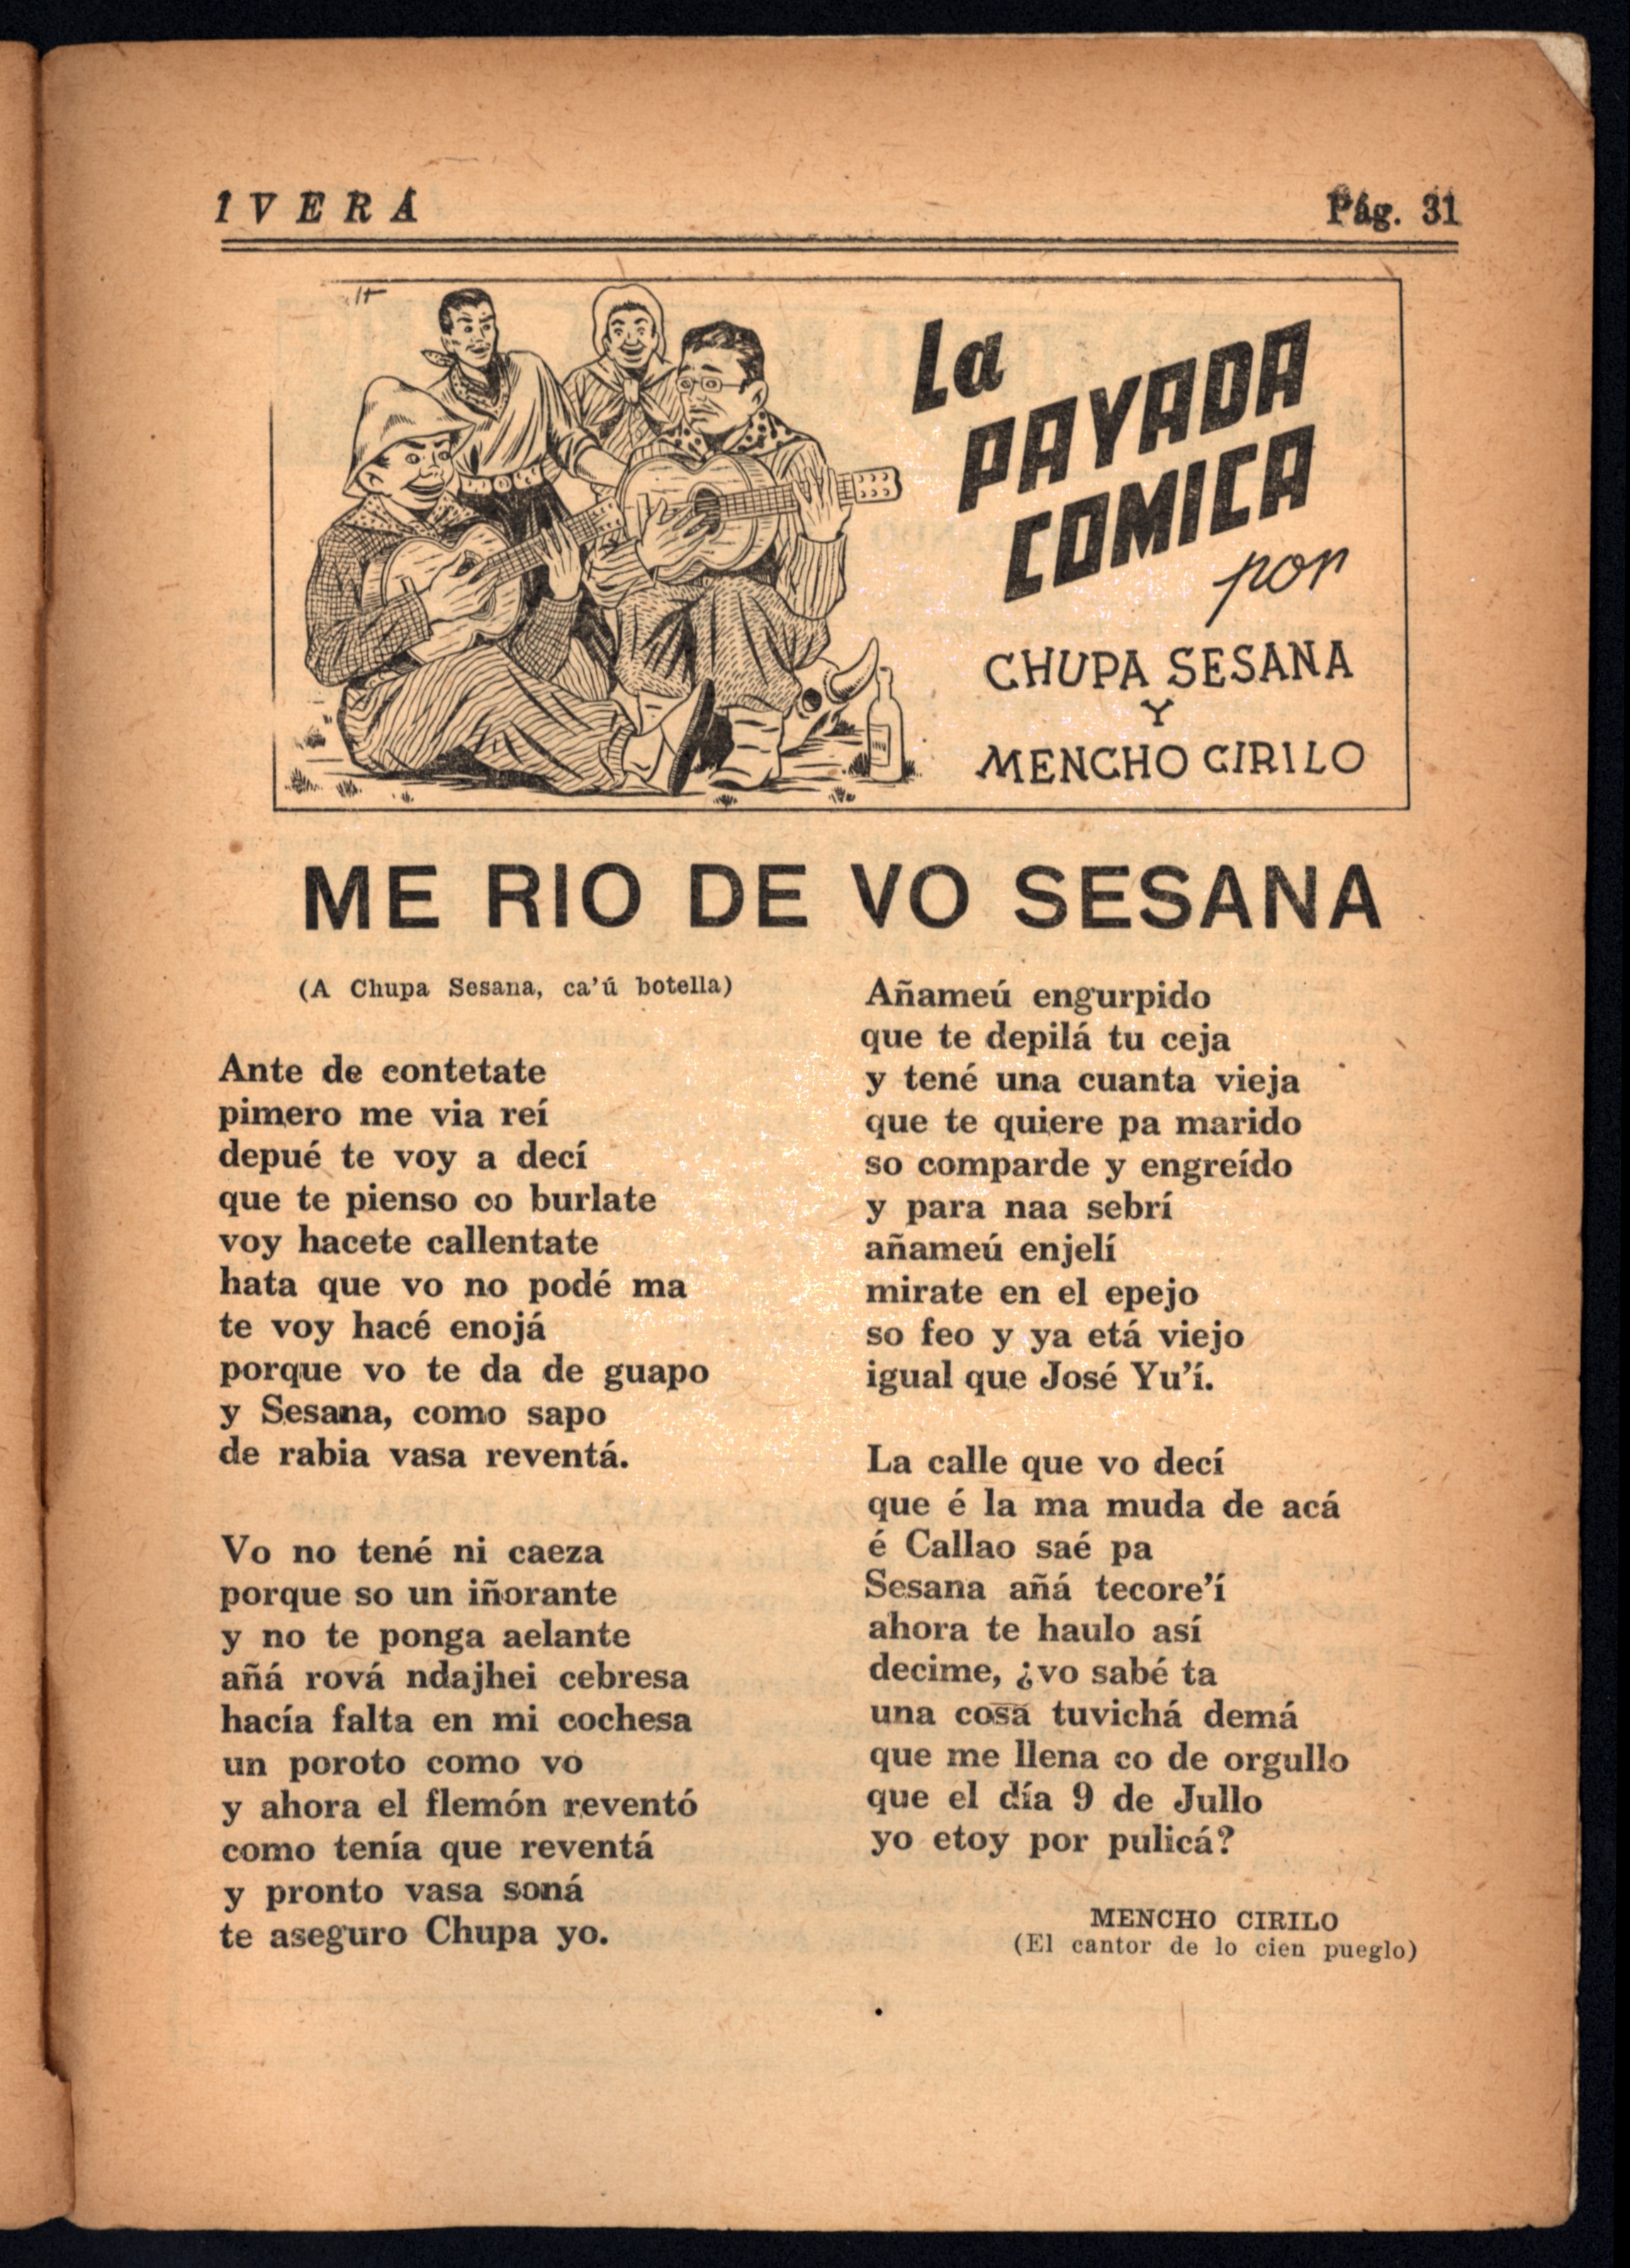 IVERÁ
Pág. 31
La
PAYADA
COMICA
por
CHUPA SESANA
Y
MENCHO CIRILO
ME RIO DE VO SESANA
(A Chupa Sesana, ca'ú botella)
Ante de contetate
pimero me via reí
depué te voy a decí
que te pienso co burlate
voy hacete callentate
hata que vo no podé ma
te voy hacé enojá
porque vo te da de guapo
y Sesana, como sapo
de rabia vasa reventá.
Vo no tené ni caeza
porque so un iñorante
y no te ponga aelante
añá rová ndajhei cebresa
hacía falta en mi cochesa
un poroto como vo
y ahora el flemón reventó
como tenía que reventá
y pronto vasa soná
te aseguro Chupa yo.
Añameú engurpido
que te depilá tu ceja
y tené una cuanta vieja
que te quiere pa marido
so comparde y engreído
y para naa sebrí
añameú enjelí
mirate en el epejo
so feo y ya etá viejo
igual que José Yu'í.
La calle que vo decí
que é la ma muda de acá
é Callao saé pa
Sesana añá tecore'í
ahora te haulo así
decime, ¿vo sabé ta
una cosa tuvichá demá
que me llena co de orgullo
que el día 9 de Jullo
yo etoy por pulicá?
MENCHO CIRILO
(El cantor de lo cien pueglo)